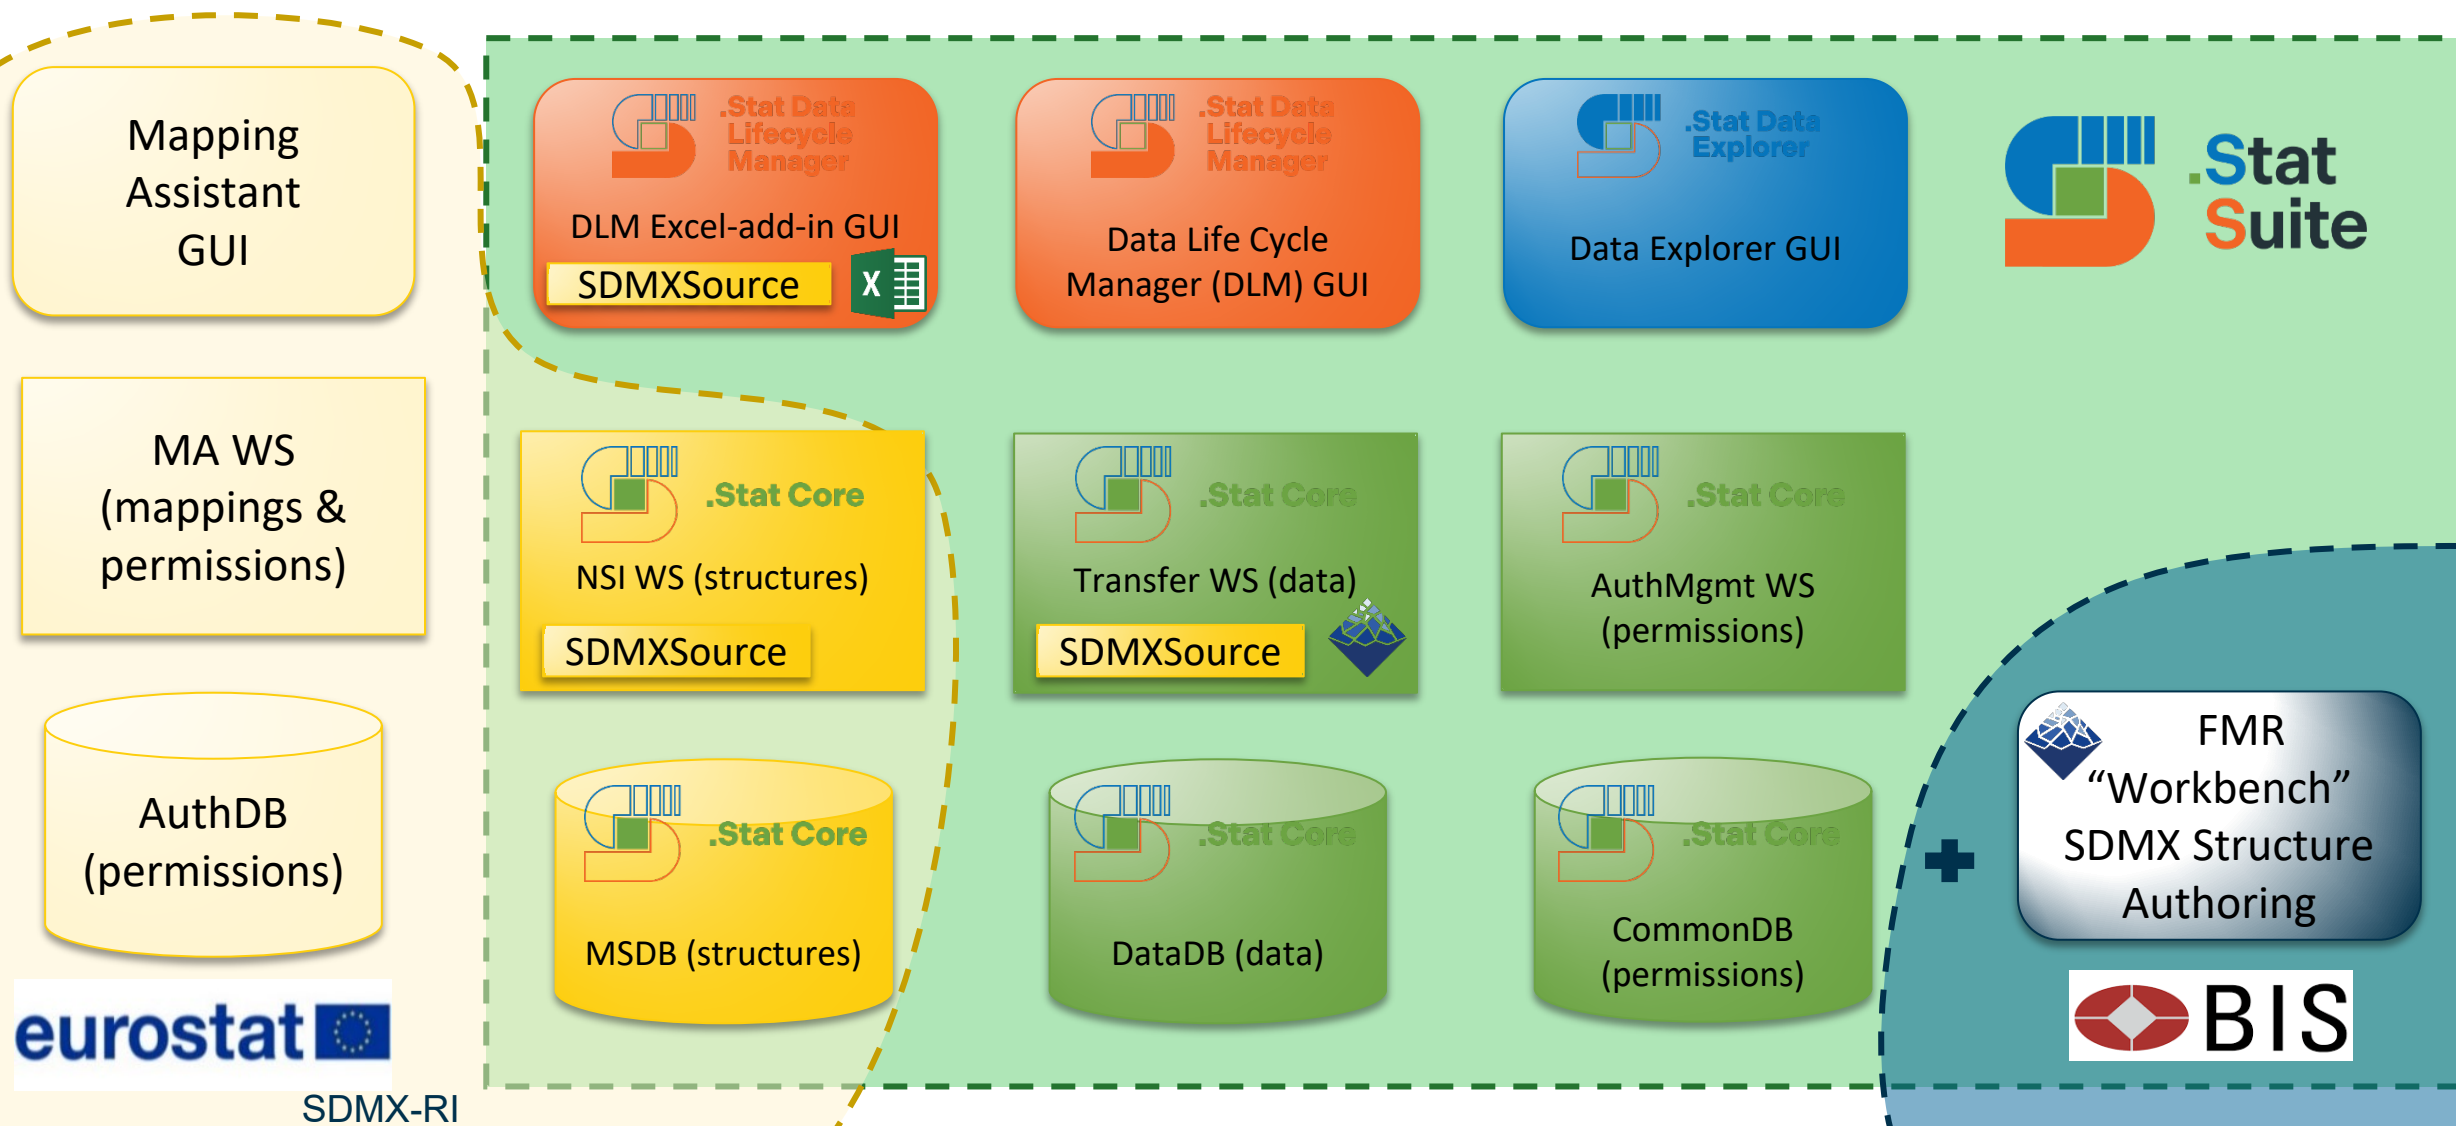 Mapping
Assistant
GUI
MA WS
(mappings &
permissions)
AuthDB
(permissions)
eurostat
SDMX-RI
.Stat Data
Lifecycle
Manager
DLM Excel-add-in GUI
SDMXSource
X
.Stat Data
Lifecycle
Manager
Data Life Cycle
Manager (DLM) GUI
.Stat Data
Explorer
Data Explorer GUI
.Stat
Suite
.Stat Core
NSI WS (structures)
SDMXSource
.Stat Core
Transfer WS (data)
SDMXSource
.Stat Core
AuthMgmt WS
(permissions)
.Stat Core
MSDB (structures)
.Stat Core
DataDB (data)
.Stat Core
CommonDB
(permissions)
FMR
“Workbench”
SDMX Structure
Authoring
BIS